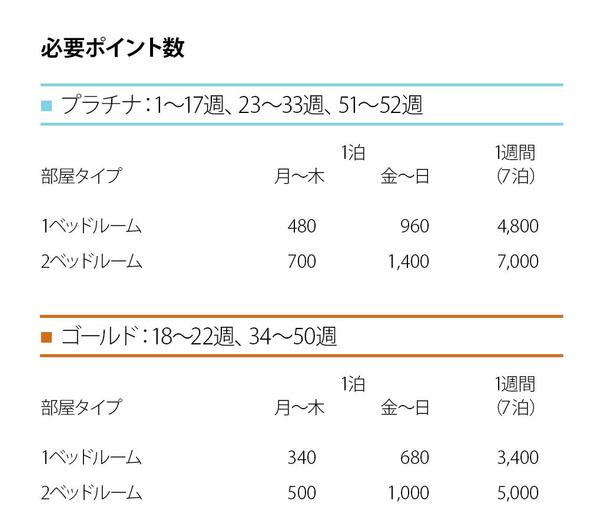 必要ポイント数
■ プラチナ：1～17週、23～33週、51～52週
1泊 1週間
部屋タイプ 月～木 金～日 （7泊）
1ベッドルーム 480 960 4,800
2ベッドルーム 700 1,400 7,000
■ ゴールド：18～22週、34～50週
1泊 1週間
部屋タイプ 月～木 金～日 （7泊）
1ベッドルーム 340 680 3,400
2ベッドルーム 500 1,000 5,000